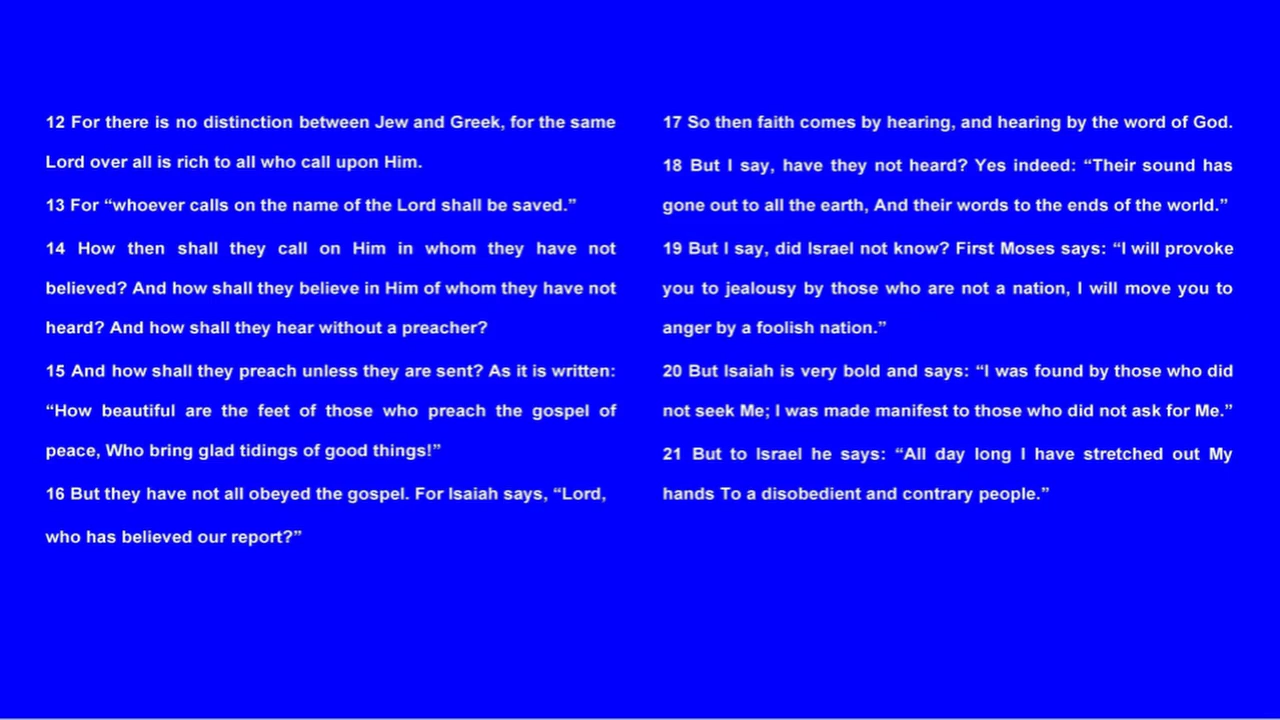 12 For there is no distinction between Jew and Greek, for the same
Lord over all is rich to all who call upon Him.
13 For “whoever calls on the name of the Lord shall be saved.”
14 How then shall they call on Him in whom they have not
believed? And how shall they believe in Him of whom they have not
heard? And how shall they hear without a preacher?
15 And how shall they preach unless they are sent? As it is written:
“How beautiful are the feet of those who preach the gospel of
peace, Who bring glad tidings of good things!”
16 But they have not all obeyed the gospel. For Isaiah says, “Lord,
who has believed our report?”
17 So then faith comes by hearing, and hearing by the word of God.
18 But I say, have they not heard? Yes indeed: “Their sound has
gone out to all the earth, And their words to the ends of the world.”
19 But I say, did Israel not know? First Moses says: “I will provoke
you to jealousy by those who are not a nation, I will move you to
anger by a foolish nation.”
20 But Isaiah is very bold and says: “I was found by those who did
not seek Me; I was made manifest to those who did not ask for Me.”
21 But to Israel he says: “All day long I have stretched out My
hands To a disobedient and contrary people.”